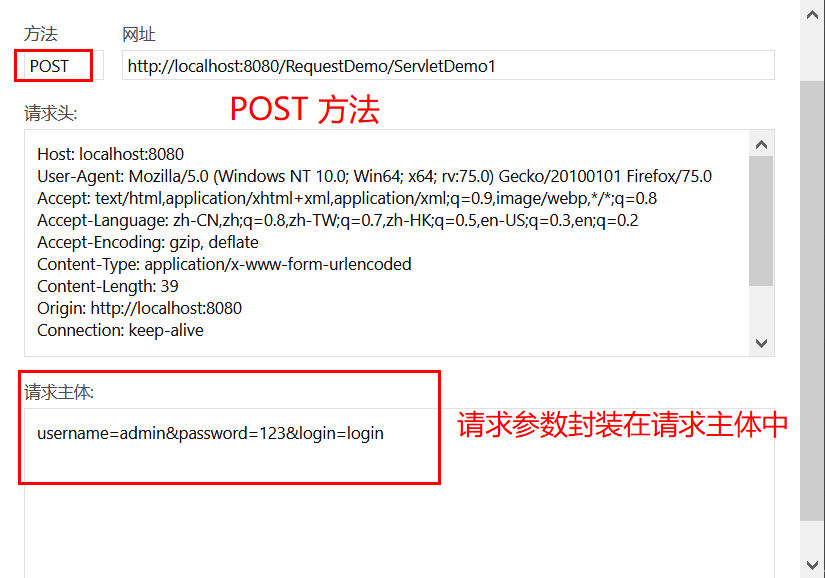 方法 网址
POST http://localhost:8080/RequestDemo/ServletDemo1
请求头: POST 方法
Host: localhost:8080
User-Agent: Mozilla/5.0 (Windows NT 10.0; Win64; x64; rv:75.0) Gecko/20100101 Firefox/75.0
Accept: text/html,application/xhtml+xml,application/xml;q=0.9,image/webp,*/*;q=0.8
Accept-Language: zh-CN,zh;q=0.8,zh-TW;q=0.7,zh-HK;q=0.5,en-US;q=0.3,en;q=0.2
Accept-Encoding: gzip, deflate
Content-Type: application/x-www-form-urlencoded
Content-Length: 39
Origin: http://localhost:8080
Connection: keep-alive
请求主体:
username=admin&password=123&login=login 请求参数封装在请求主体中